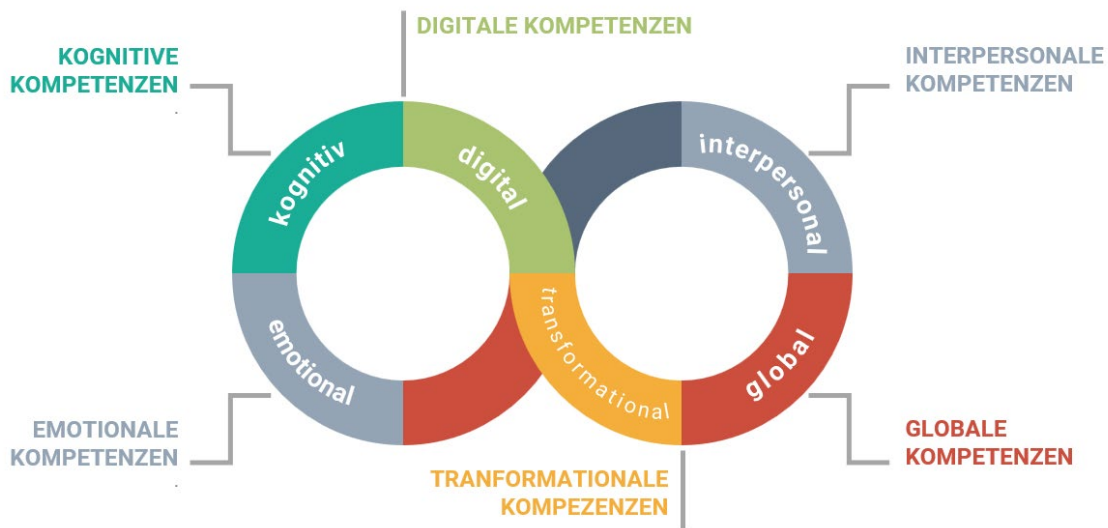 DIGITALE KOMPETENZEN
KOGNITIVE
KOMPETENZEN
.
INTERPERSONALE
KOMPETENZEN
kognitiv
digital
interpersonal
emotional
transformational
global
EMOTIONALE
KOMPETENZEN
.
TRANFORMATIONALE
KOMPEZENZEN
GLOBALE
KOMPETENZEN